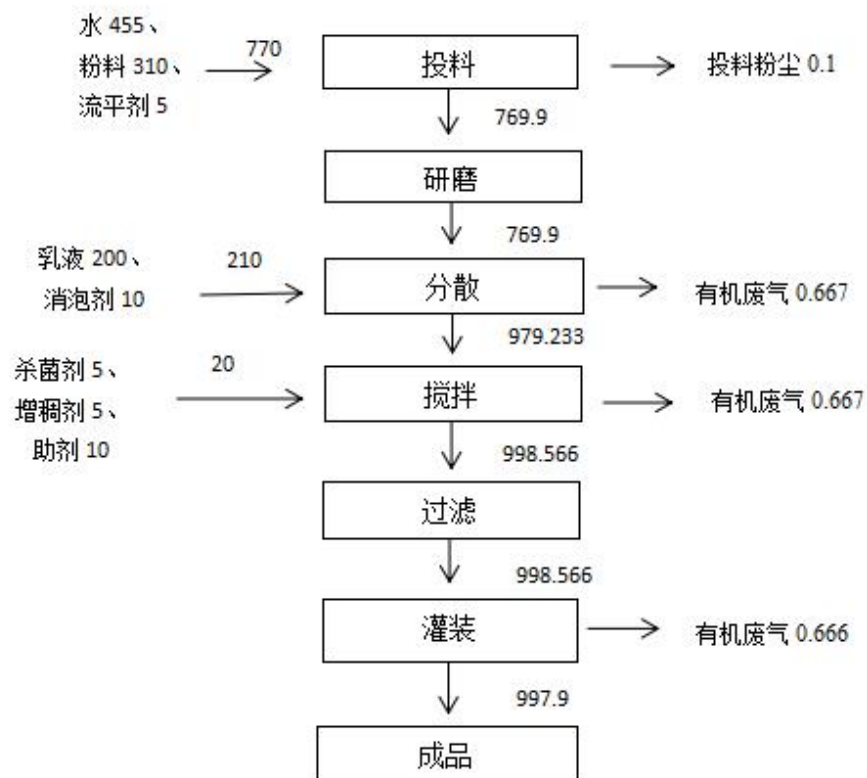 水 455、
粉料 310、
流平剂 5
770
投料
投料粉尘 0.1
769.9
研磨
769.9
乳液 200、
消泡剂 10
210
分散
有机废气 0.667
979.233
杀菌剂 5、
增稠剂 5、
助剂 10
20
搅拌
有机废气 0.667
998.566
过滤
998.566
灌装
有机废气 0.666
997.9
成品